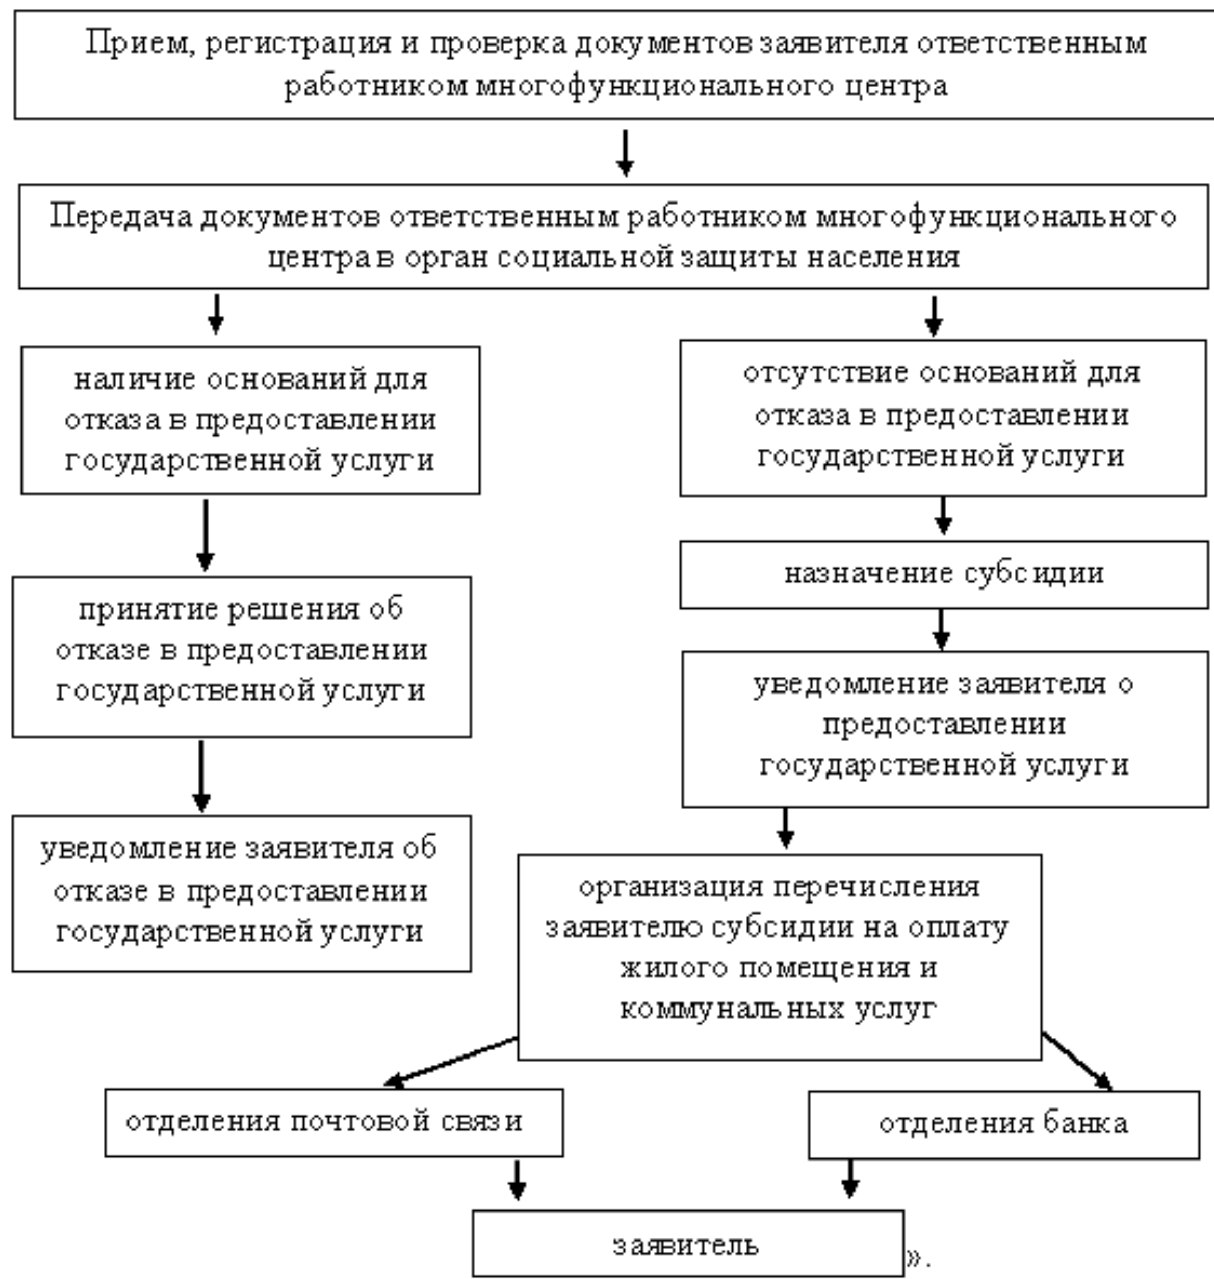 Прием, регистрация и проверка документов заявителя ответственным
работником многофункционального центра
Передача документов ответственным работником многофункционального
центра в орган социальной защиты населения
наличие оснований для
отказа в предоставлении
государственной услуги
отсутствие оснований для
отказа в предоставлении
государственной услуги
назначение субсидии
принятие решения об
отказе в предоставлении
государственной услуги
уведомление заявителя о
предоставлении
государственной услуги
уведомление заявителя об
отказе в предоставлении
государственной услуги
организация перечисления
заявителю субсидии на оплату
жилого помещения и
коммунальных услуг
отделения почтовой связи
отделения банка
заявитель
».